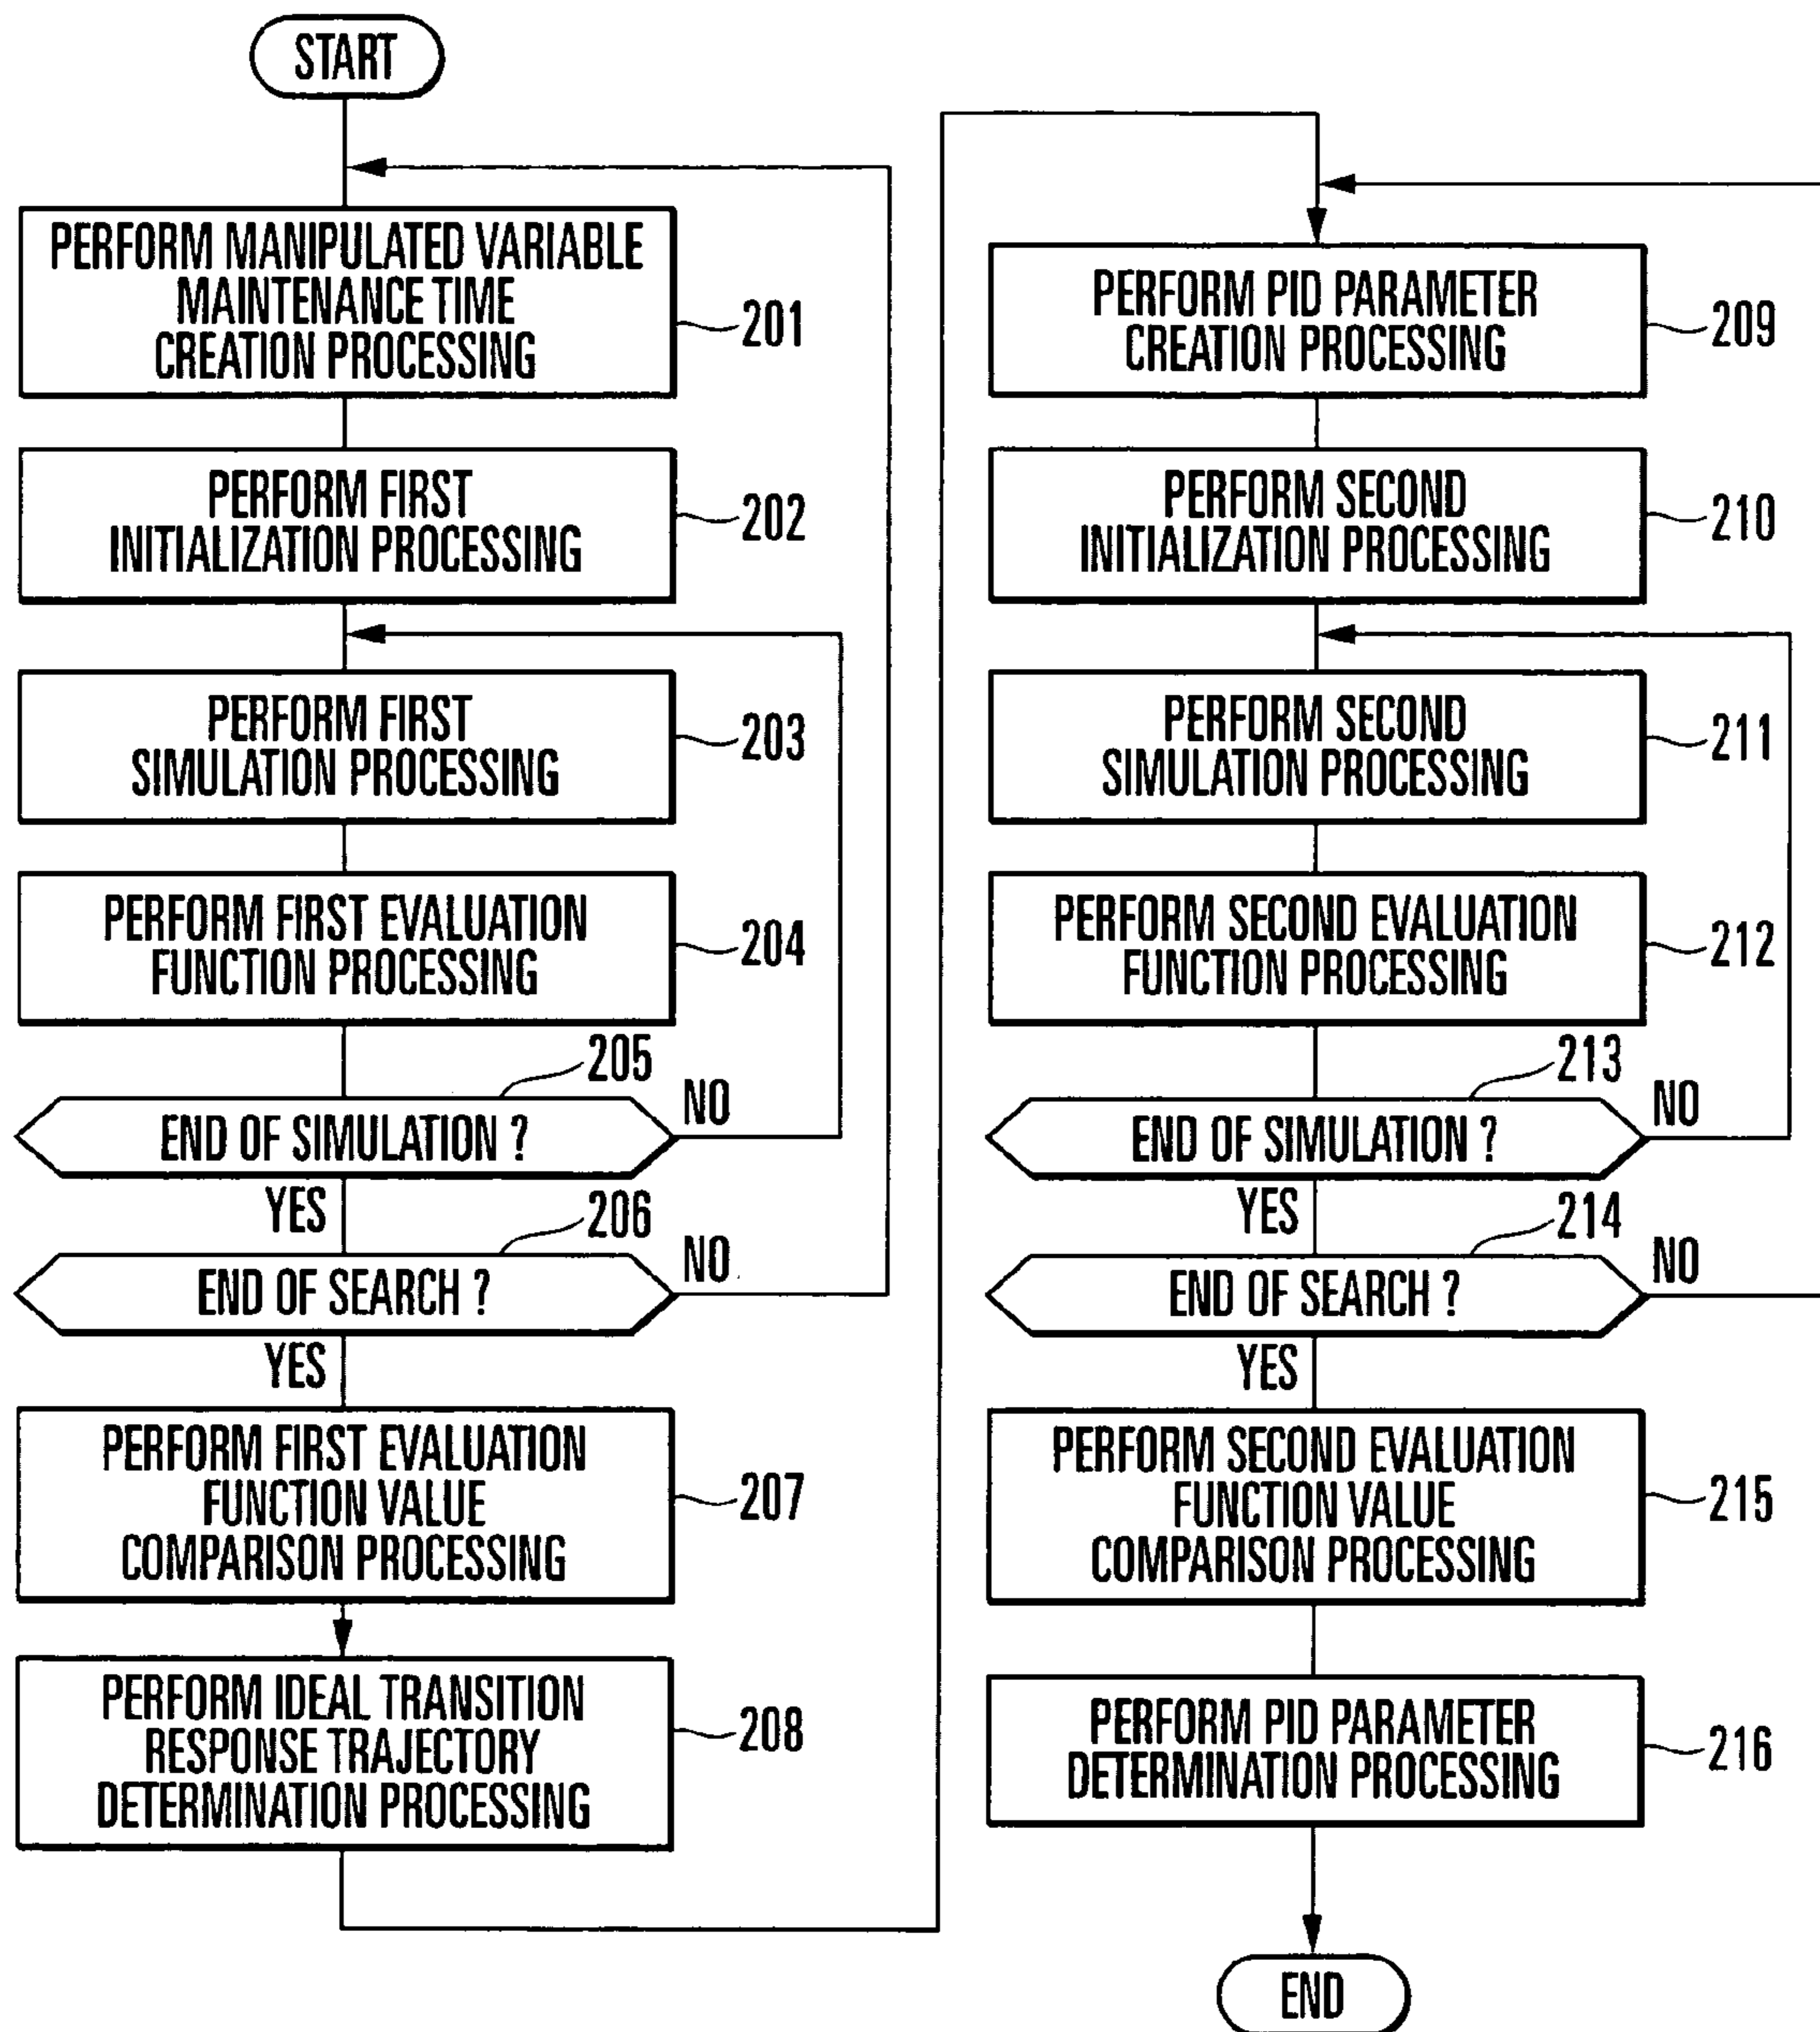 START
PERFORM MANIPULATED VARIABLE
MAINTENANCE TIME
CREATION PROCESSING
201
PERFORM FIRST
INITIALIZATION PROCESSING
202
PERFORM FIRST
SIMULATION PROCESSING
203
PERFORM FIRST EVALUATION
FUNCTION PROCESSING
204
205
END OF SIMULATION ?
NO
YES
206
END OF SEARCH ?
NO
YES
PERFORM FIRST EVALUATION
FUNCTION VALUE
COMPARISON PROCESSING
207
PERFORM IDEAL TRANSITION
RESPONSE TRAJECTORY
DETERMINATION PROCESSING
208
PERFORM PID PARAMETER
CREATION PROCESSING
209
PERFORM SECOND
INITIALIZATION PROCESSING
210
PERFORM SECOND
SIMULATION PROCESSING
211
PERFORM SECOND EVALUATION
FUNCTION PROCESSING
212
213
END OF SIMULATION ?
NO
YES
214
END OF SEARCH ?
NO
YES
PERFORM SECOND EVALUATION
FUNCTION VALUE
COMPARISON PROCESSING
215
PERFORM PID PARAMETER
DETERMINATION PROCESSING
216
END